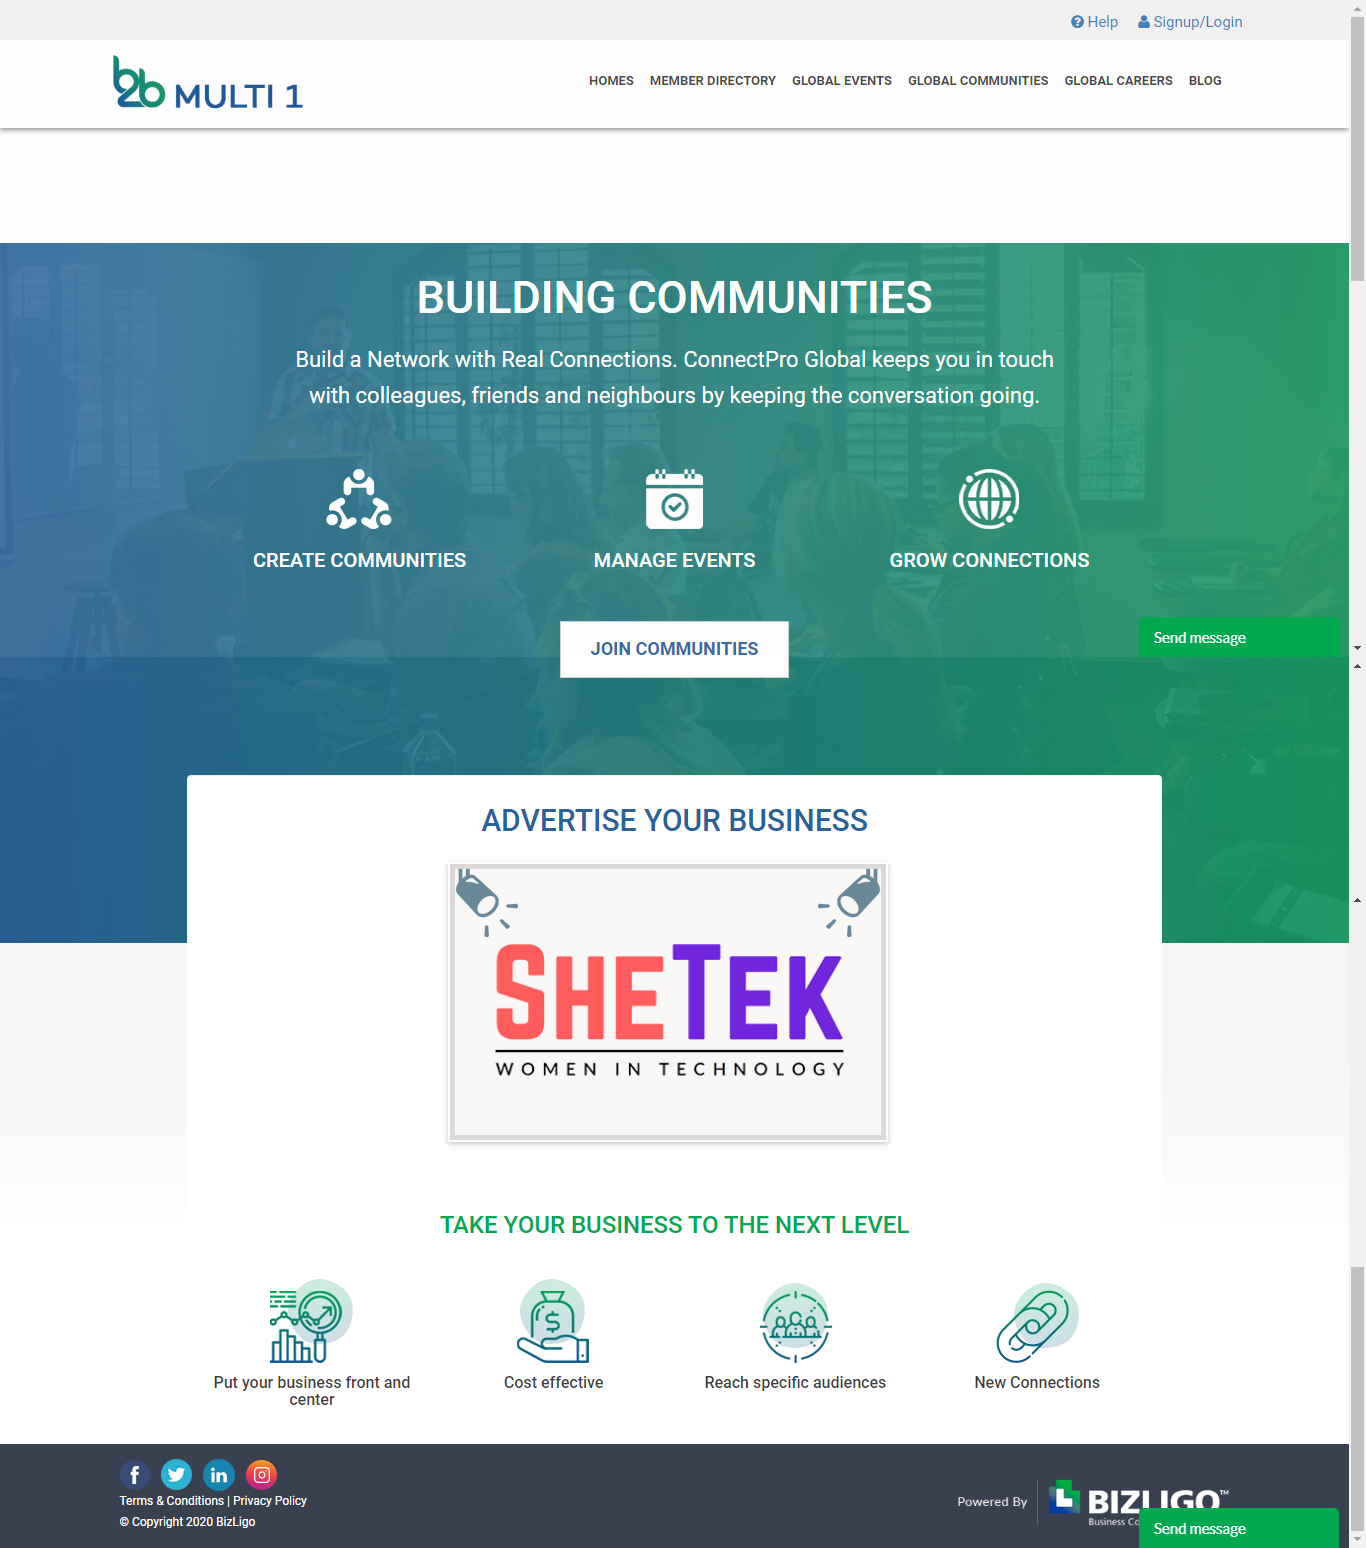 Help
Signup/Login
b2b MULTI 1
HOMES
MEMBER DIRECTORY
GLOBAL EVENTS
GLOBAL COMMUNITIES
GLOBAL CAREERS
BLOG
BUILDING COMMUNITIES
Build a Network with Real Connections. ConnectPro Global keeps you in touch
with colleagues, friends and neighbours by keeping the conversation going.
CREATE COMMUNITIES
MANAGE EVENTS
GROW CONNECTIONS
JOIN COMMUNITIES
Send message
ADVERTISE YOUR BUSINESS
SHETEK
WOMEN IN TECHNOLOGY
TAKE YOUR BUSINESS TO THE NEXT LEVEL
Put your business front and
center
Cost effective
Reach specific audiences
New Connections
Terms & Conditions | Privacy Policy
© Copyright 2020 BizLigo
Powered By
BIZLIGO™
Business
Send message